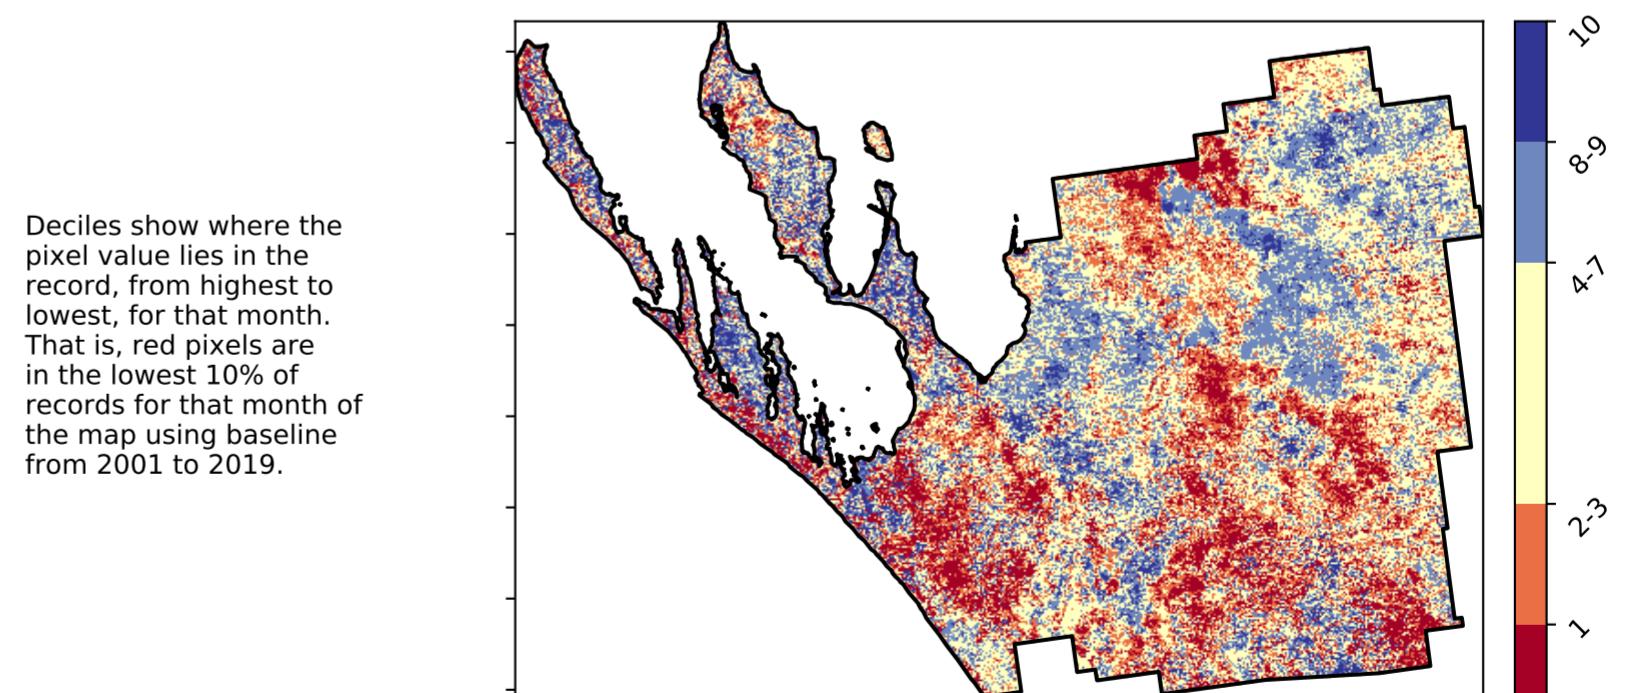 Deciles show where the
pixel value lies in the
record, from highest to
lowest, for that month.
That is, red pixels are
in the lowest 10% of
records for that month of
the map using baseline
from 2001 to 2019.
10
8-9
4-7
2-3
1